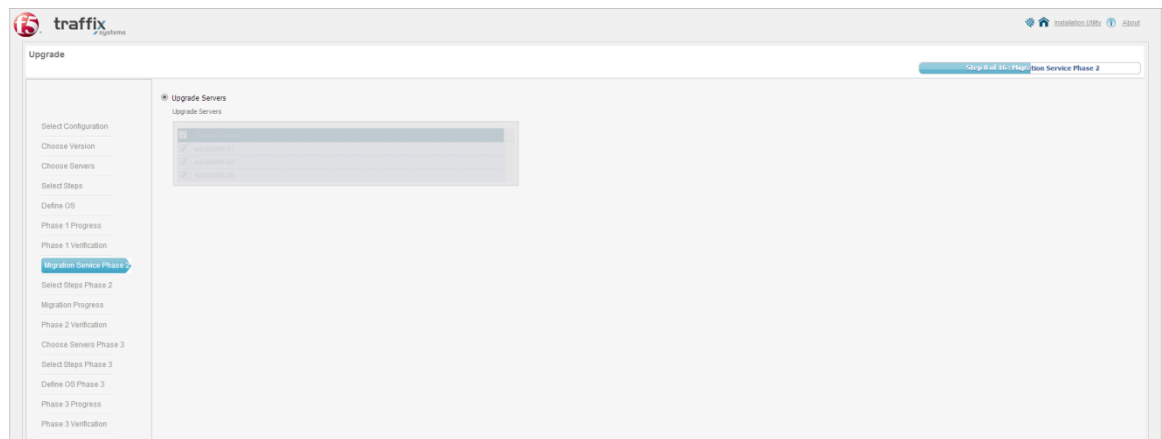 f5 traffix systems
Installation Utility About
Upgrade
Step 8 of 16 : Migration Service Phase 2
Upgrade Servers
Upgrade Servers
Select Configuration
Choose Version
Choose Servers
Select Steps
Define OS
Phase 1 Progress
Phase 1 Verification
Migration Service Phase 2
Select Steps Phase 2
Migration Progress
Phase 2 Verification
Choose Servers Phase 3
Select Steps Phase 3
Define OS Phase 3
Phase 3 Progress
Phase 3 Verification